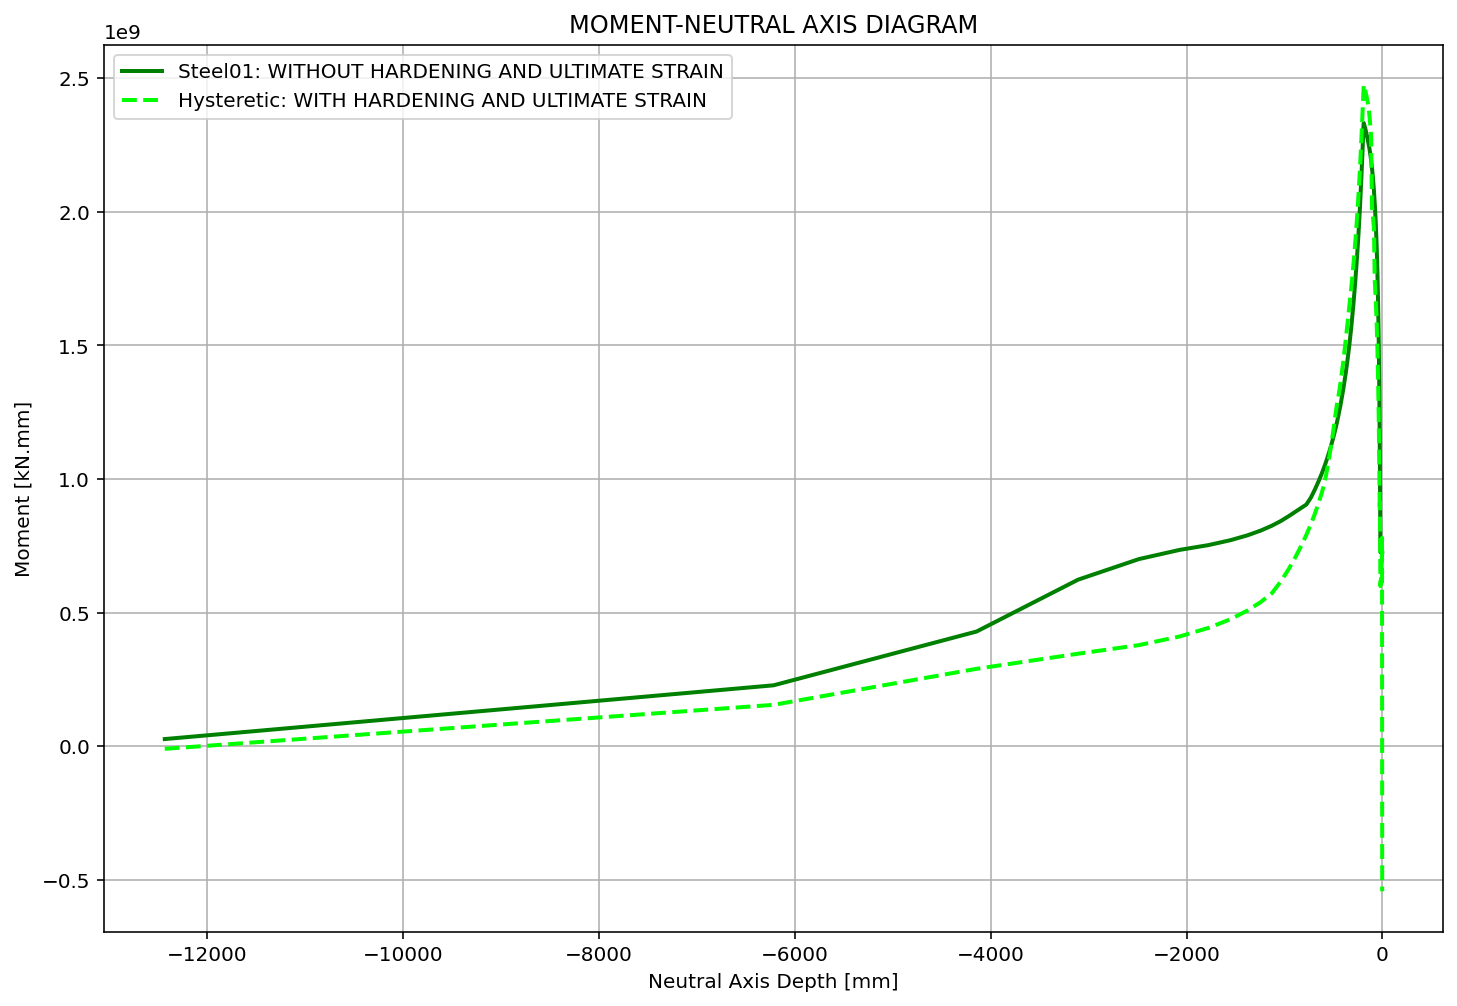 MOMENT-NEUTRAL AXIS DIAGRAM
1e9
Steel01: WITHOUT HARDENING AND ULTIMATE STRAIN
Hysteretic: WITH HARDENING AND ULTIMATE STRAIN
2.5
2.0
1.5
1.0
0.5
0.0
−0.5
Moment [kN.mm]
−12000 −10000 −8000 −6000 −4000 −2000 0
Neutral Axis Depth [mm]